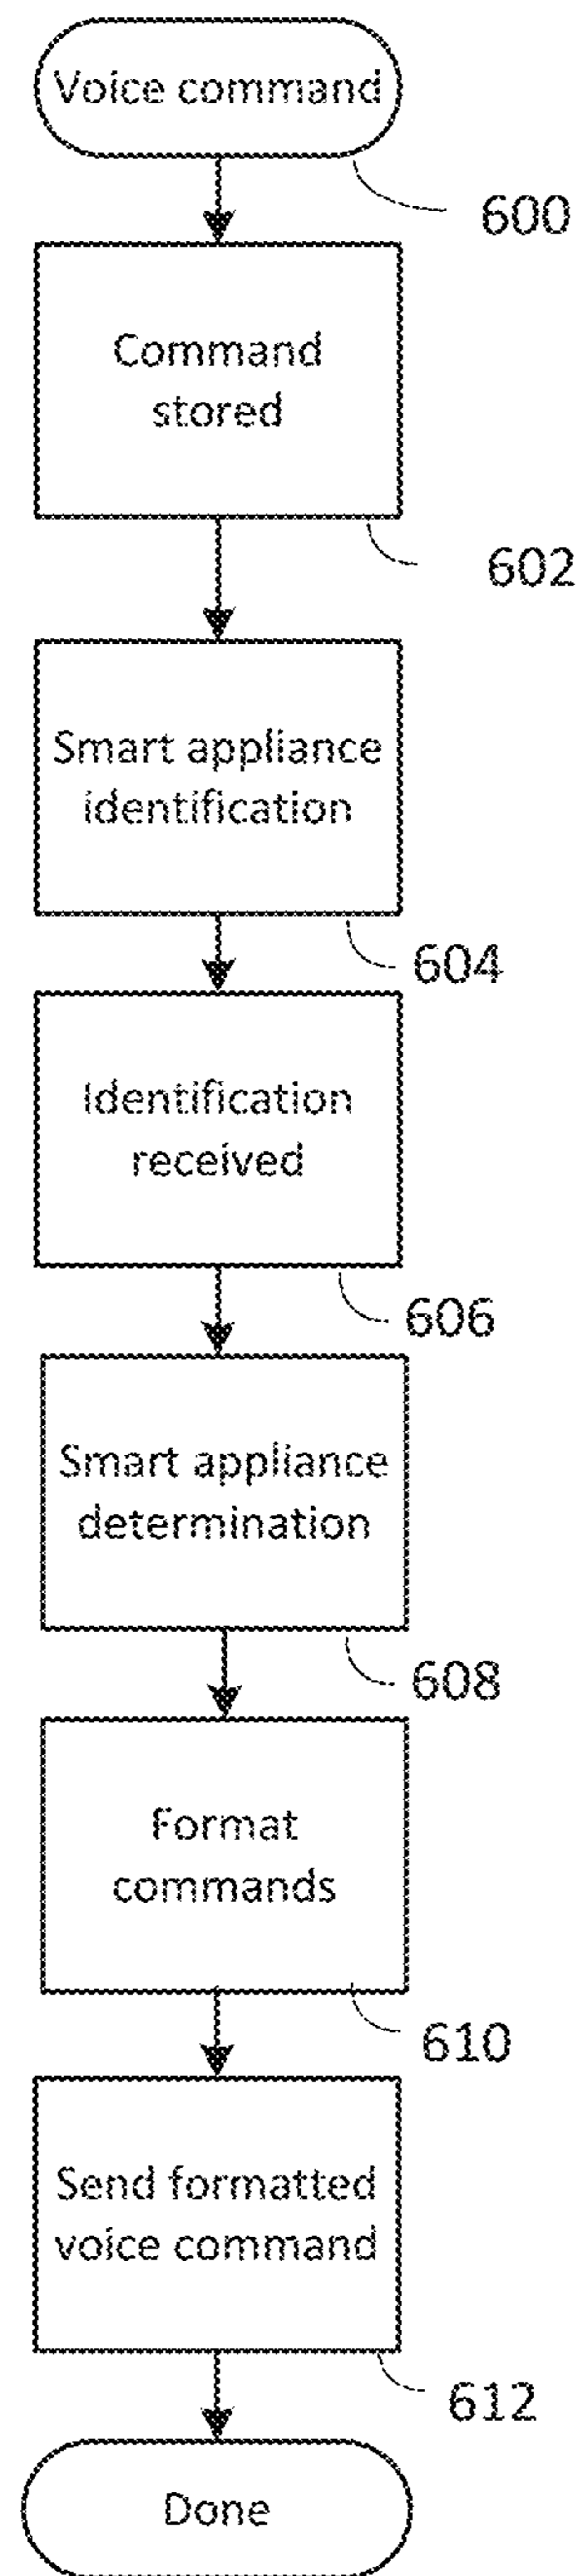 Voice command
600
Command
stored
602
Smart appliance
identification
604
Identification
received
606
Smart appliance
determination
608
Format
commands
610
Send formatted
voice command
612
Done